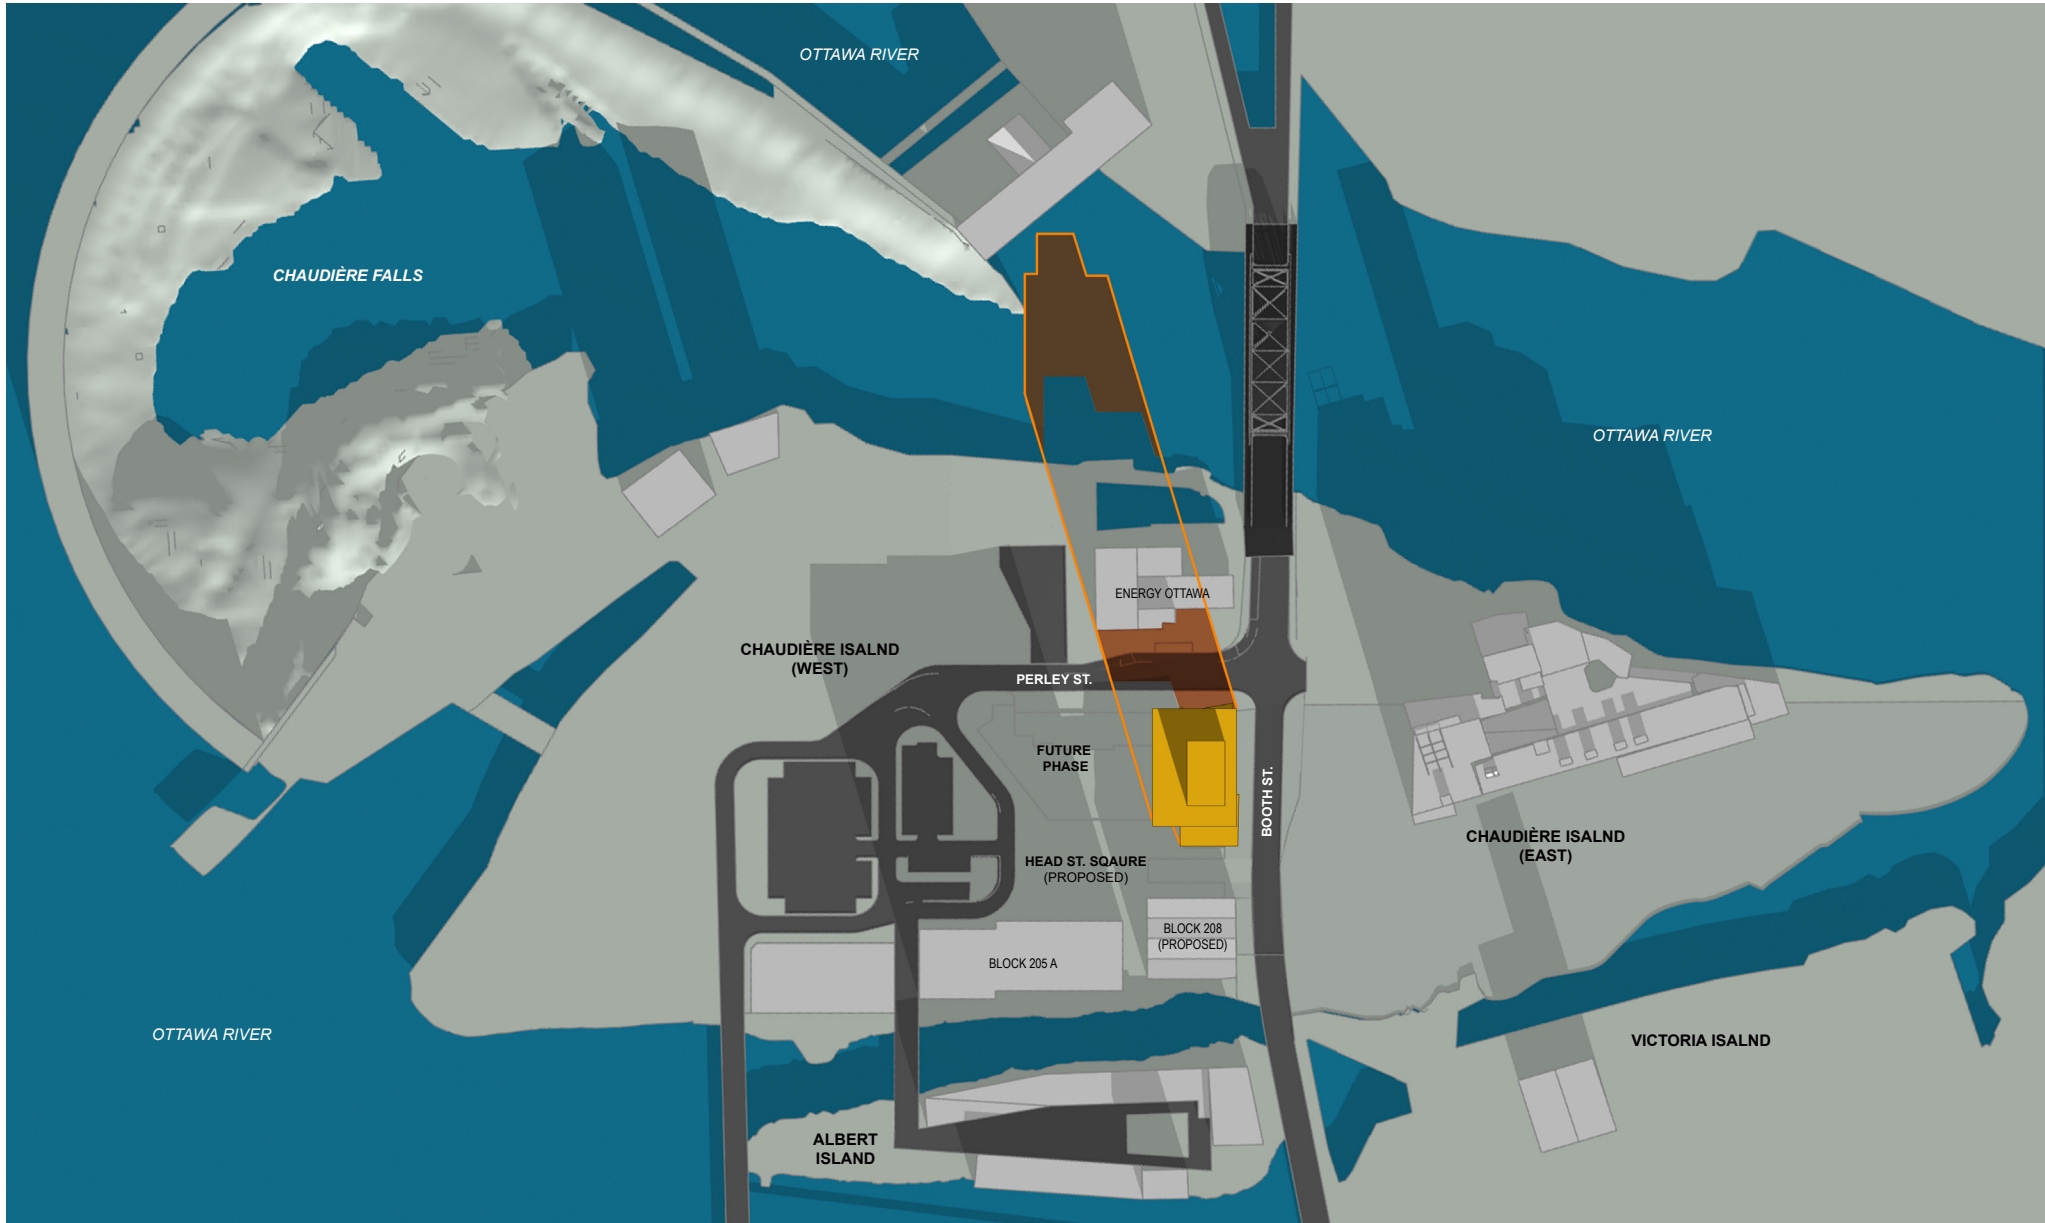 OTTAWA RIVER
CHAUDIÈRE FALLS
OTTAWA RIVER
ENERGY OTTAWA
CHAUDIÈRE ISALND
(WEST)
PERLEY ST.
FUTURE
PHASE
BOOTH ST.
CHAUDIÈRE ISALND
(EAST)
HEAD ST. SQAURE
(PROPOSED)
BLOCK 208
(PROPOSED)
BLOCK 205 A
OTTAWA RIVER
VICTORIA ISALND
ALBERT
ISLAND